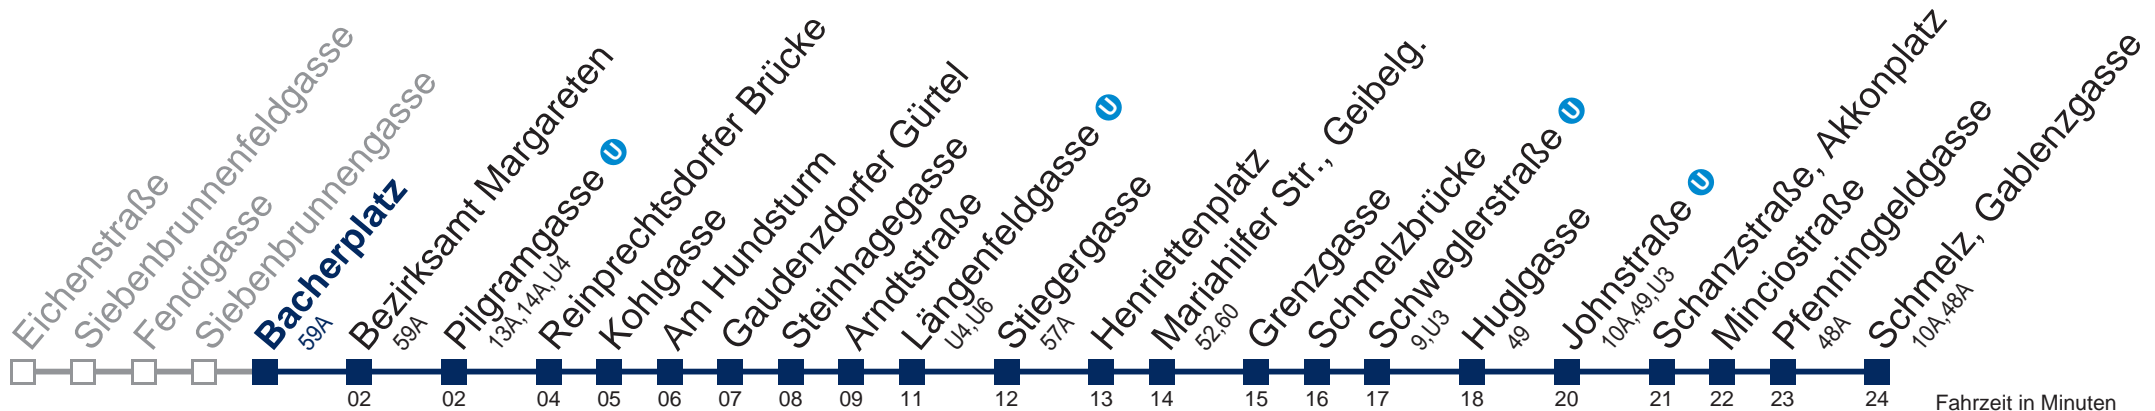 Eichenstraße
Siebenbrunnenfeldgasse
Fendigasse
Siebenbrunnengasse
Bacherplatz
59A
Bezirksamt Margareten
59A
Pilgramgasse U
13A, 14A, U4
Reinprechtsdorfer Brücke
Kohlgasse
Am Hundsturm
Gaudenzdorfer Gürtel
Steinhagegasse
Arndtstraße
Längenfeldgasse U
U4, U6
Stiegergasse
57A
Henriettenplatz
Mariahilfer Str., Geibelg.
52,60
Grenzgasse
Schmelzbrücke
Schweglerstraße U
9, U3
Huglgasse
49
Johnstraße U
10A, 49, U3
Schanzstraße, Akkonplatz
Minciostraße
Pfenninggeldgasse
48A
Schmelz, Gablenzgasse
10A, 48A
02 02 04 05 06 07 08 09 11 12 13 14 15 16 17 18 20 21 22 23 24
Fahrzeit in Minuten